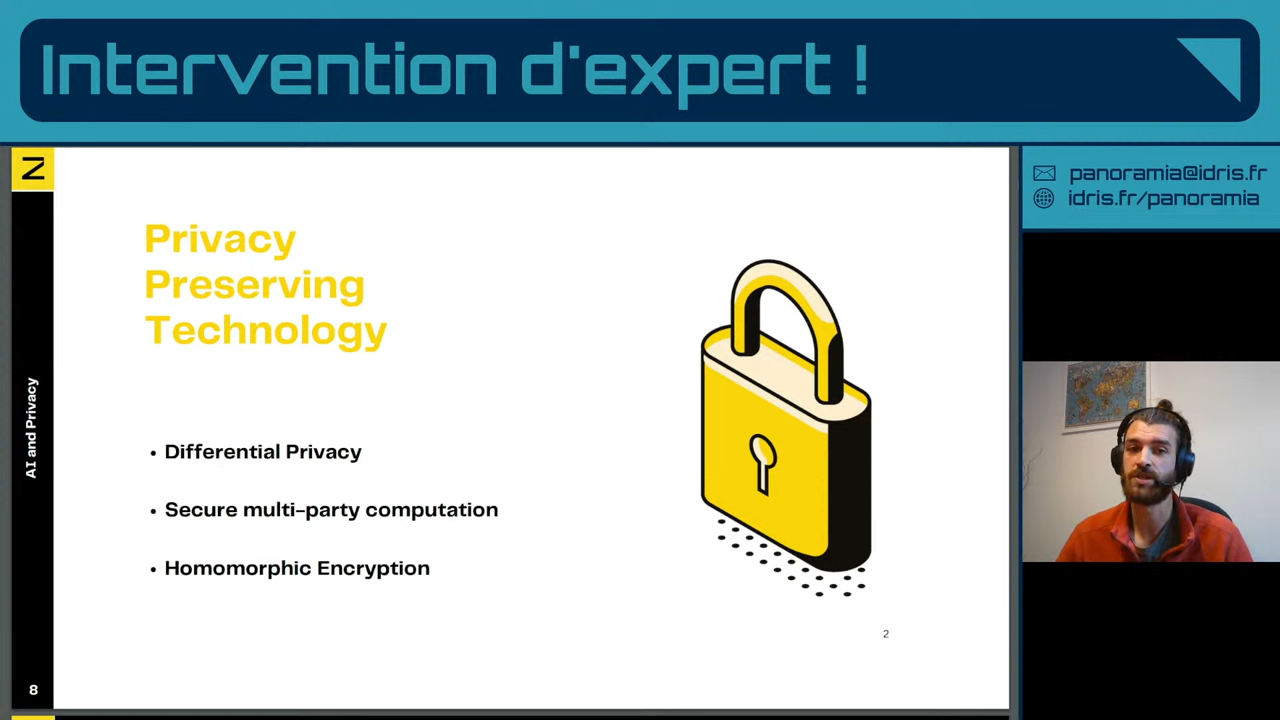 Intervention d'expert !
panoramia@idris.fr
idris.fr/panoramia
Z
Privacy
Preserving
Technology
AI and Privacy
• Differential Privacy
• Secure multi-party computation
• Homomorphic Encryption
2
8